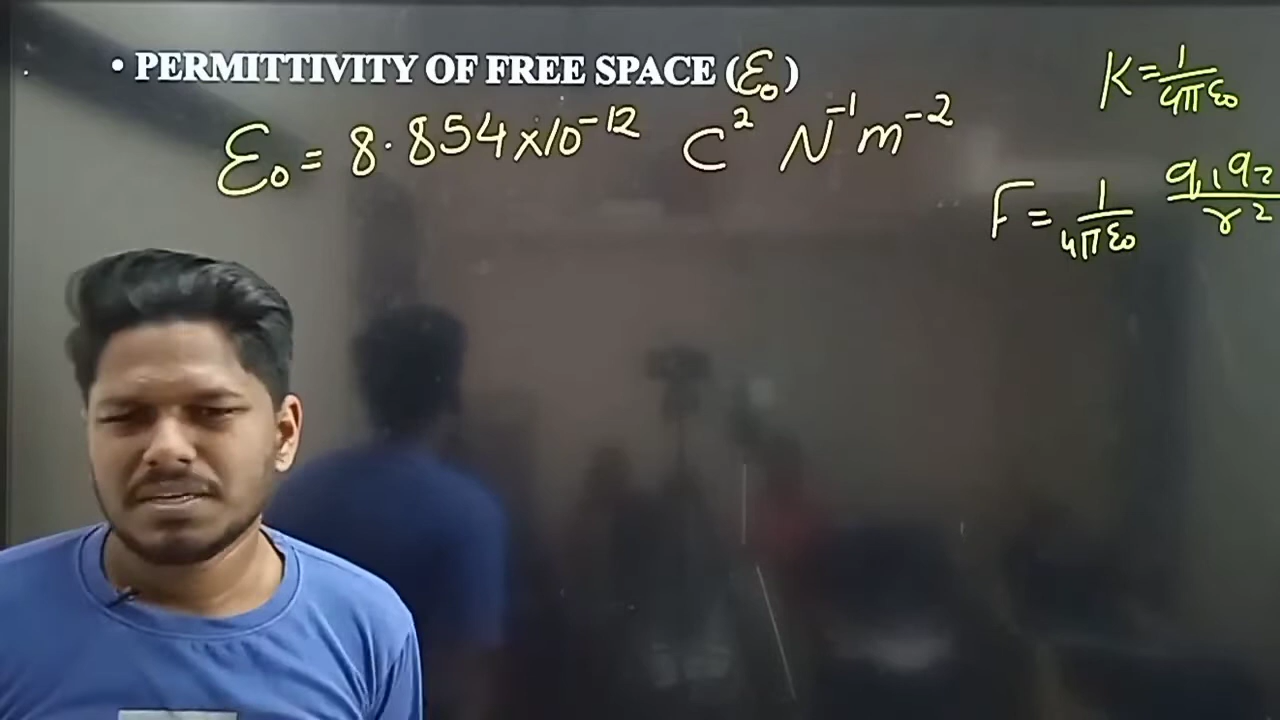 • PERMITTIVITY OF FREE SPACE (ε₀)
ε₀ = 8.854×10⁻¹² C² N⁻¹ m⁻²
K = 1/4πε₀
F = 1/4πε₀ q₁q₂/r²